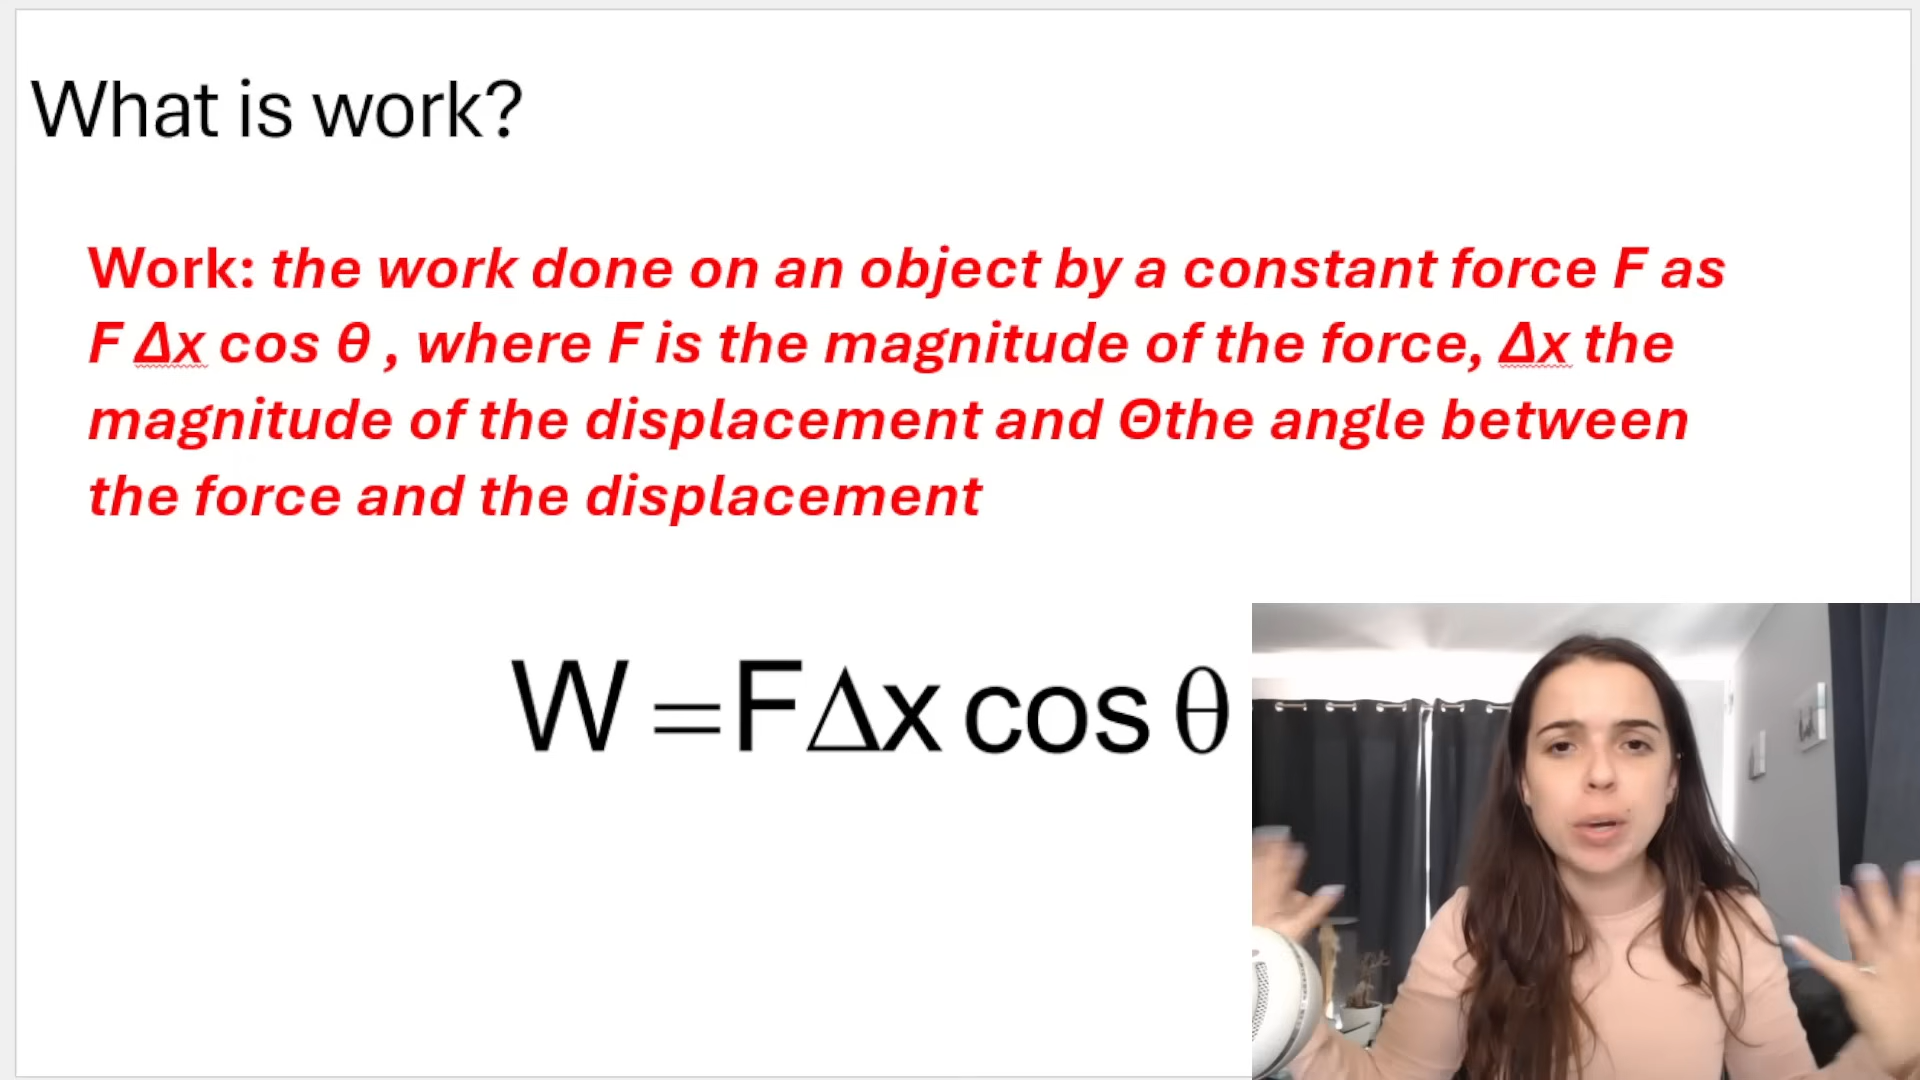 What is work?
Work: the work done on an object by a constant force F as
F Δx cos θ , where F is the magnitude of the force, Δx the
magnitude of the displacement and Θthe angle between
the force and the displacement
W =FΔx cos θ